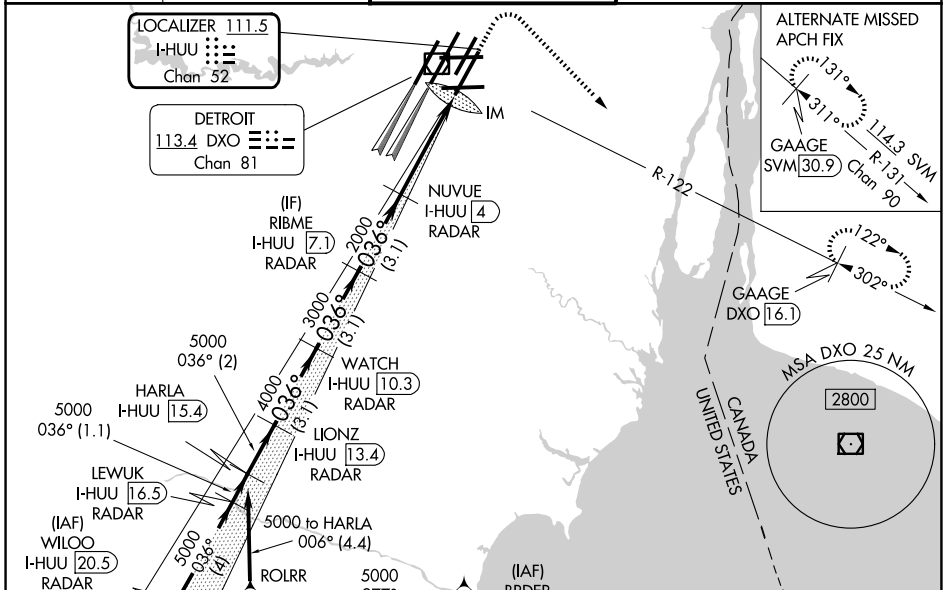 LOCALIZER 111.5
I-HUU
Chan 52
DETROIT
113.4 DXO
Chan 81
IM
ALTERNATE MISSED
APCH FIX
131°
311°
114.3 SVM
R-131
Chan 90
GAAGE
SVM 30.9
R-122
122°
302°
GAAGE
DXO 16.1
NUVUE
I-HUU 4
RADAR
(IF)
RIBME
I-HUU 7.1
RADAR
2000
036°
(3.1)
3000
036°
(3.1)
WATCH
I-HUU 10.3
RADAR
4000
036°
(3.1)
LIONZ
I-HUU 13.4
RADAR
5000
036° (2)
HARLA
I-HUU 15.4
5000
036° (1.1)
LEWUK
I-HUU 16.5
RADAR
(IAF)
WILOO
I-HUU 20.5
RADAR
5000
036°
(4)
5000 to HARLA
006° (4.4)
ROLRR
5000
(IAF)
CANADA
UNITED STATES
MSA DXO 25 NM
2800